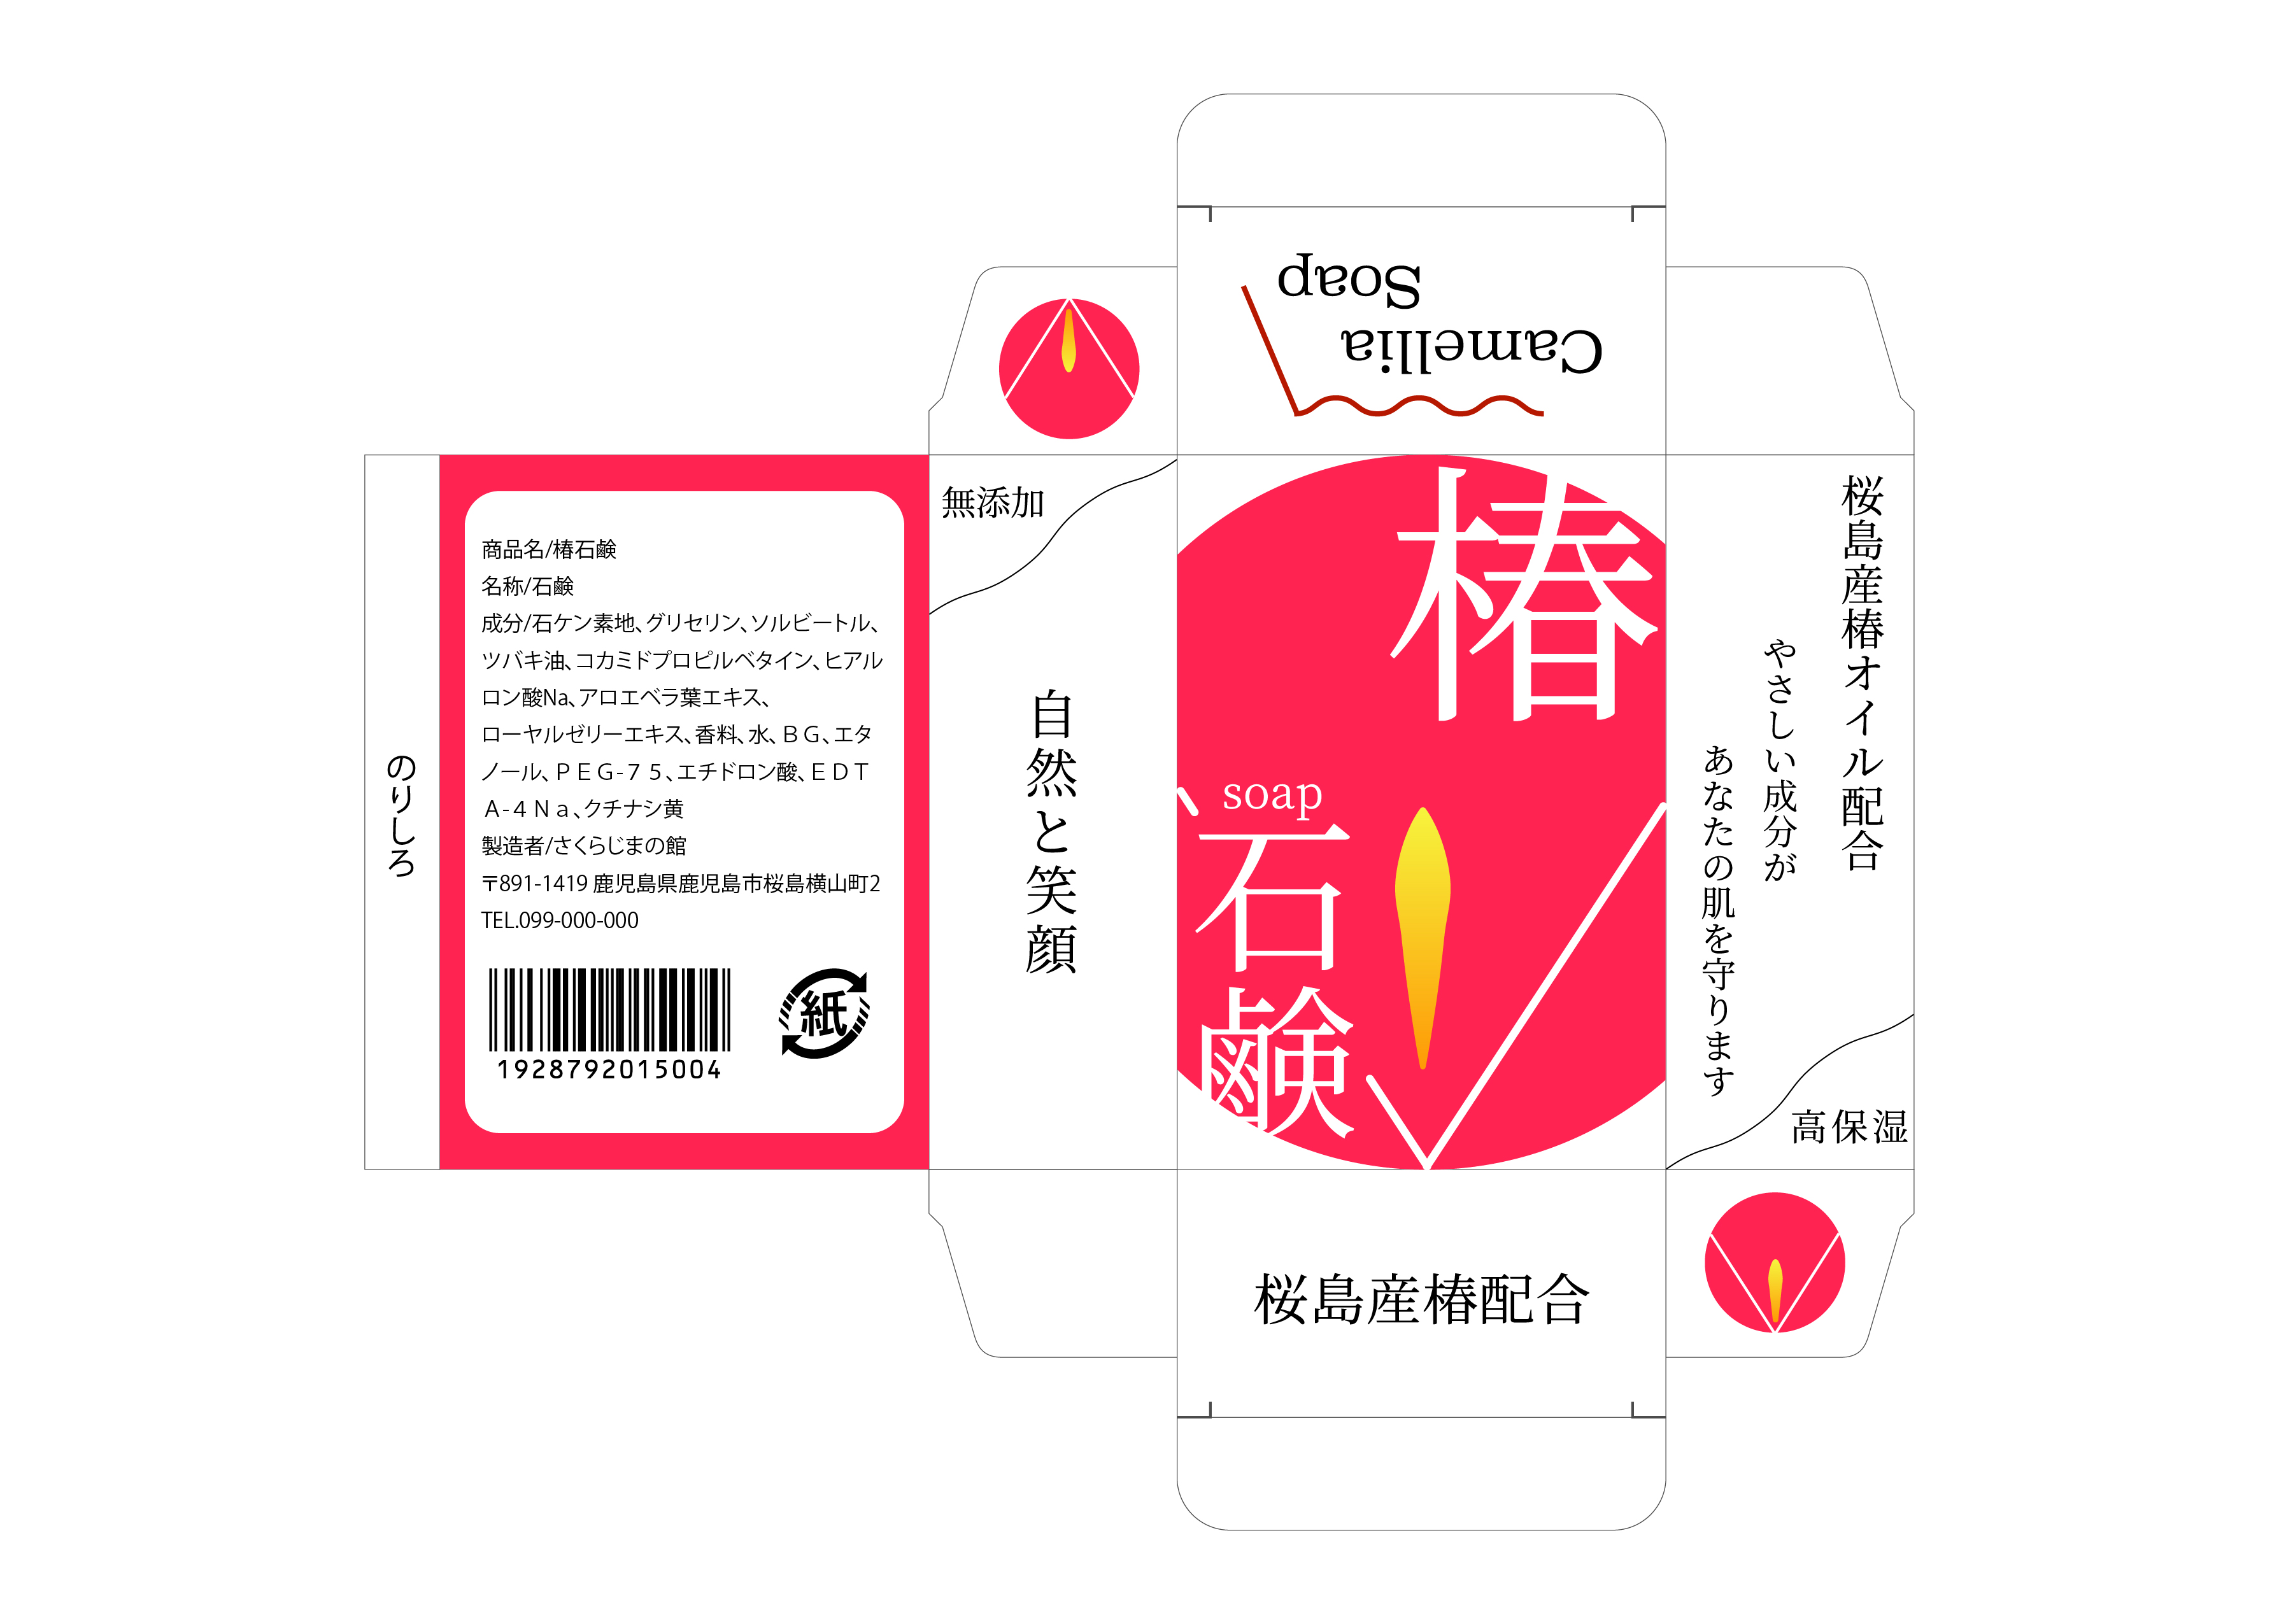 Camellia
Soap
のりしろ
商品名/椿石鹸
名称/石鹸
成分/石ケン素地、グリセリン、ソルビートル、
ツバキ油、コカミドプロピルベタイン、ヒアル
ロン酸Na、アロエベラ葉エキス、
ローヤルゼリーエキス、香料、水、ＢＧ、エタ
ノール、ＰＥＧ-７５、エチドロン酸、ＥＤＴ
Ａ-４Ｎａ、クチナシ黄
製造者/さくらじまの館
〒891-1419 鹿児島県鹿児島市桜島横山町2
TEL.099-000-000
1928792015004
紙
無添加
自然と笑顔
椿
soap
石鹸
桜島産椿オイル配合
やさしい成分が
あなたの肌を守ります
高保湿
桜島産椿配合